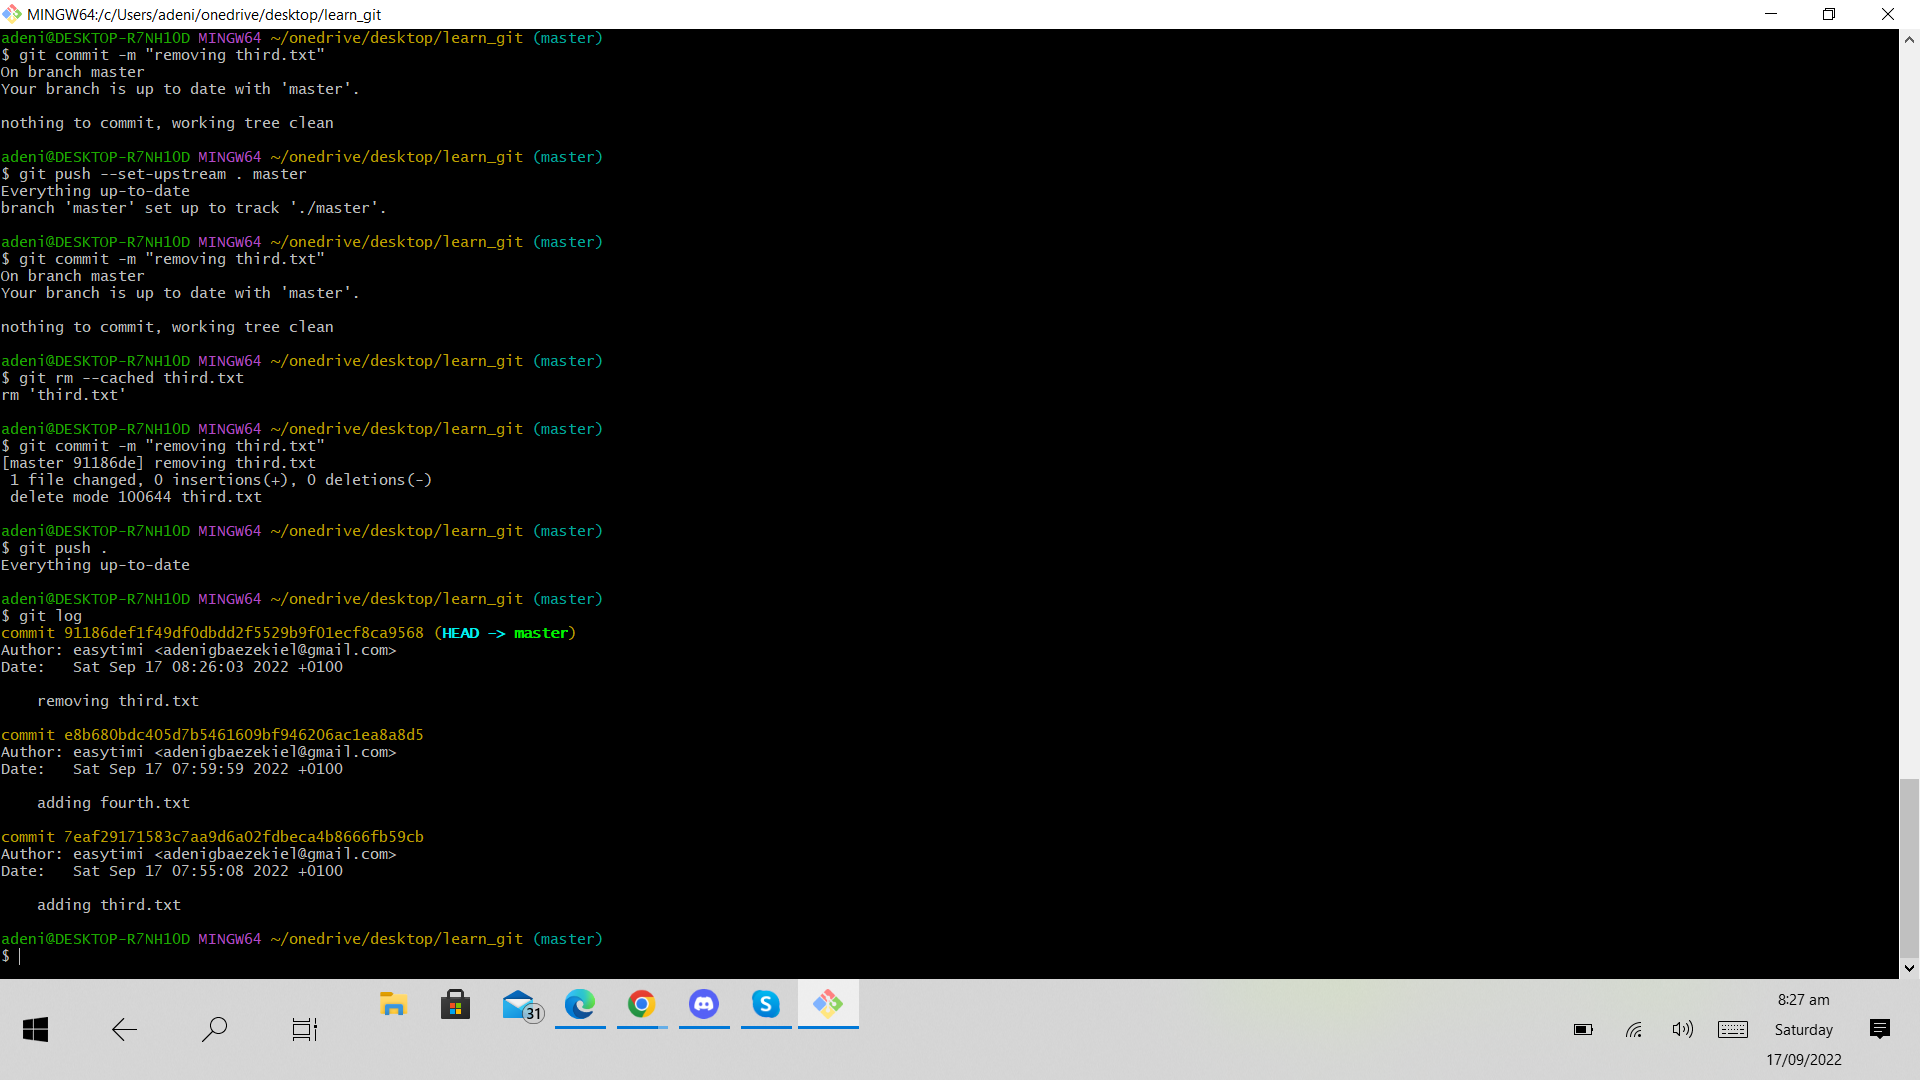 MINGW64:/c/Users/adeni/onedrive/desktop/learn_git
adeni@DESKTOP-R7NH1OD MINGW64 ~/onedrive/desktop/learn_git (master)
$ git commit -m "removing third.txt"
On branch master
Your branch is up to date with 'master'.
nothing to commit, working tree clean
adeni@DESKTOP-R7NH1OD MINGW64 ~/onedrive/desktop/learn_git (master)
$ git push --set-upstream . master
Everything up-to-date
branch 'master' set up to track './master'.
adeni@DESKTOP-R7NH1OD MINGW64 ~/onedrive/desktop/learn_git (master)
$ git commit -m "removing third.txt"
On branch master
Your branch is up to date with 'master'.
nothing to commit, working tree clean
adeni@DESKTOP-R7NH1OD MINGW64 ~/onedrive/desktop/learn_git (master)
$ git rm --cached third.txt
rm 'third.txt'
adeni@DESKTOP-R7NH1OD MINGW64 ~/onedrive/desktop/learn_git (master)
$ git commit -m "removing third.txt"
[master 91186de] removing third.txt
1 file changed, 0 insertions(+), 0 deletions(-)
delete mode 100644 third.txt
adeni@DESKTOP-R7NH1OD MINGW64 ~/onedrive/desktop/learn_git (master)
$ git push .
Everything up-to-date
adeni@DESKTOP-R7NH1OD MINGW64 ~/onedrive/desktop/learn_git (master)
$ git log
commit 91186def1f49df0dbdd2f5529b9f01ecf8ca9568 (HEAD -> master)
Author: easytimi <adenigbaezekiel@gmail.com>
Date:   Sat Sep 17 08:26:03 2022 +0100
removing third.txt
commit e8b680bdc405d7b5461609bf946206ac1ea8a8d5
Author: easytimi <adenigbaezekiel@gmail.com>
Date:   Sat Sep 17 07:59:59 2022 +0100
adding fourth.txt
commit 7eaf29171583c7aa9d6a02fdbeca4b8666fb59cb
Author: easytimi <adenigbaezekiel@gmail.com>
Date:   Sat Sep 17 07:55:08 2022 +0100
adding third.txt
adeni@DESKTOP-R7NH1OD MINGW64 ~/onedrive/desktop/learn_git (master)
$
31
S
8:27 am
Saturday
17/09/2022